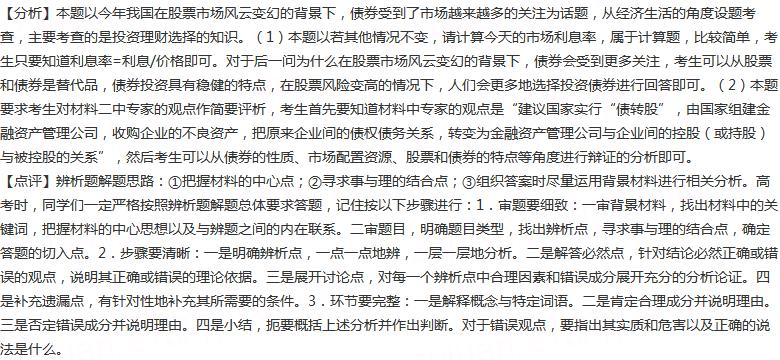 【分析】本题以今年我国在股票市场风云变幻的背景下，债券受到了市场越来越多的关注为话题，从经济生活的角度设题考
查，主要考查的是投资理财选择的知识。（1）本题以若其他情况不变，请计算今天的市场利息率，属于计算题，比较简单，考
生只要知道利息率=利息/价格即可。对于后一问为什么在股票市场风云变幻的背景下，债券会受到更多关注，考生可以从股票
和债券是替代品，债券投资具有稳健的特点，在股票风险变高的情况下，人们会更多地选择投资债券进行回答即可。（2）本题
要求考生对材料二中专家的观点作简要评析，考生首先要知道材料中专家的观点是“建议国家实行“债转股”，由国家组建金
融资产管理公司，收购企业的不良资产，把原来企业间的债权债务关系，转变为金融资产管理公司与企业间的控股（或持股）
与被控股的关系”，然后考生可以从债券的性质、市场配置资源、股票和债券的特点等角度进行辩证的分析即可。
【点评】辨析题解题思路：①把握材料的中心点；②寻求事与理的结合点；③组织答案时尽量运用背景材料进行相关分析。高
考时，同学们一定严格按照辨析题解题总体要求答题，记住按以下步骤进行：1．审题要细致：一审背景材料，找出材料中的关
键词，把握材料的中心思想以及与辨题之间的内在联系。二审题目，明确题目类型，找出辨析点，寻求事与理的结合点，确定
答题的切入点。2．步骤要清晰：一是明确辨析点，一点一点地辨，一层一层地分析。二是解答必然点，针对结论必然正确或错
误的观点，说明其正确或错误的理论依据。三是展开讨论点，对每一个辨析点中合理因素和错误成分展开充分的分析论证。四
是补充遗漏点，有针对性地补充其所需要的条件。3．环节要完整：一是解释概念与特定词语。二是肯定合理成分并说明理由。
三是否定错误成分并说明理由。四是小结，扼要概括上述分析并作出判断。对于错误观点，要指出其实质和危害以及正确的说
法是什么。